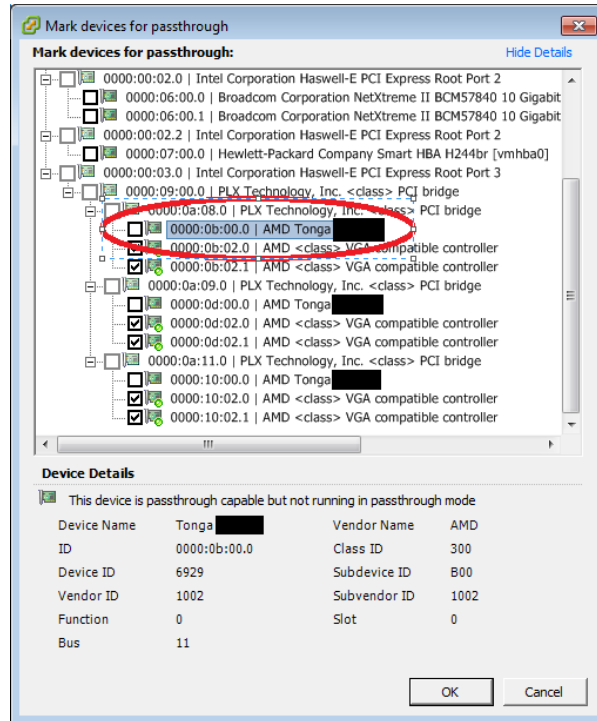 Mark devices for passthrough
Mark devices for passthrough: Hide Details
0000:00:02.0 | Intel Corporation Haswell-E PCI Express Root Port 2
0000:06:00.0 | Broadcom Corporation NetXtreme II BCM57840 10 Gigabit
0000:06:00.1 | Broadcom Corporation NetXtreme II BCM57840 10 Gigabit
0000:00:02.2 | Intel Corporation Haswell-E PCI Express Root Port 2
0000:07:00.0 | Hewlett-Packard Company Smart HBA H244br [vmhba0]
0000:00:03.0 | Intel Corporation Haswell-E PCI Express Root Port 3
0000:09:00.0 | PLX Technology, Inc. <class> PCI bridge
0000:0a:08.0 | PLX Technology, Inc. <class> PCI bridge
0000:0b:00.0 | AMD Tonga
0000:0b:02.0 | AMD <class> VGA compatible controller
0000:0b:02.1 | AMD <class> VGA compatible controller
0000:0a:09.0 | PLX Technology, Inc. <class> PCI bridge
0000:0d:00.0 | AMD Tonga
0000:0d:02.0 | AMD <class> VGA compatible controller
0000:0d:02.1 | AMD <class> VGA compatible controller
0000:0a:11.0 | PLX Technology, Inc. <class> PCI bridge
0000:10:00.0 | AMD Tonga
0000:10:02.0 | AMD <class> VGA compatible controller
0000:10:02.1 | AMD <class> VGA compatible controller
Device Details
This device is passthrough capable but not running in passthrough mode
Device Name Tonga Vendor Name AMD
ID 0000:0b:00.0 Class ID 300
Device ID 6929 Subdevice ID B00
Vendor ID 1002 Subvendor ID 1002
Function 0 Slot 0
Bus 11
OK Cancel